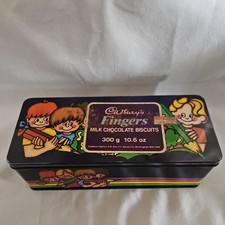 Cadbury's
Fingers
MILK CHOCOLATE BISCUITS
300 g 10.6 oz